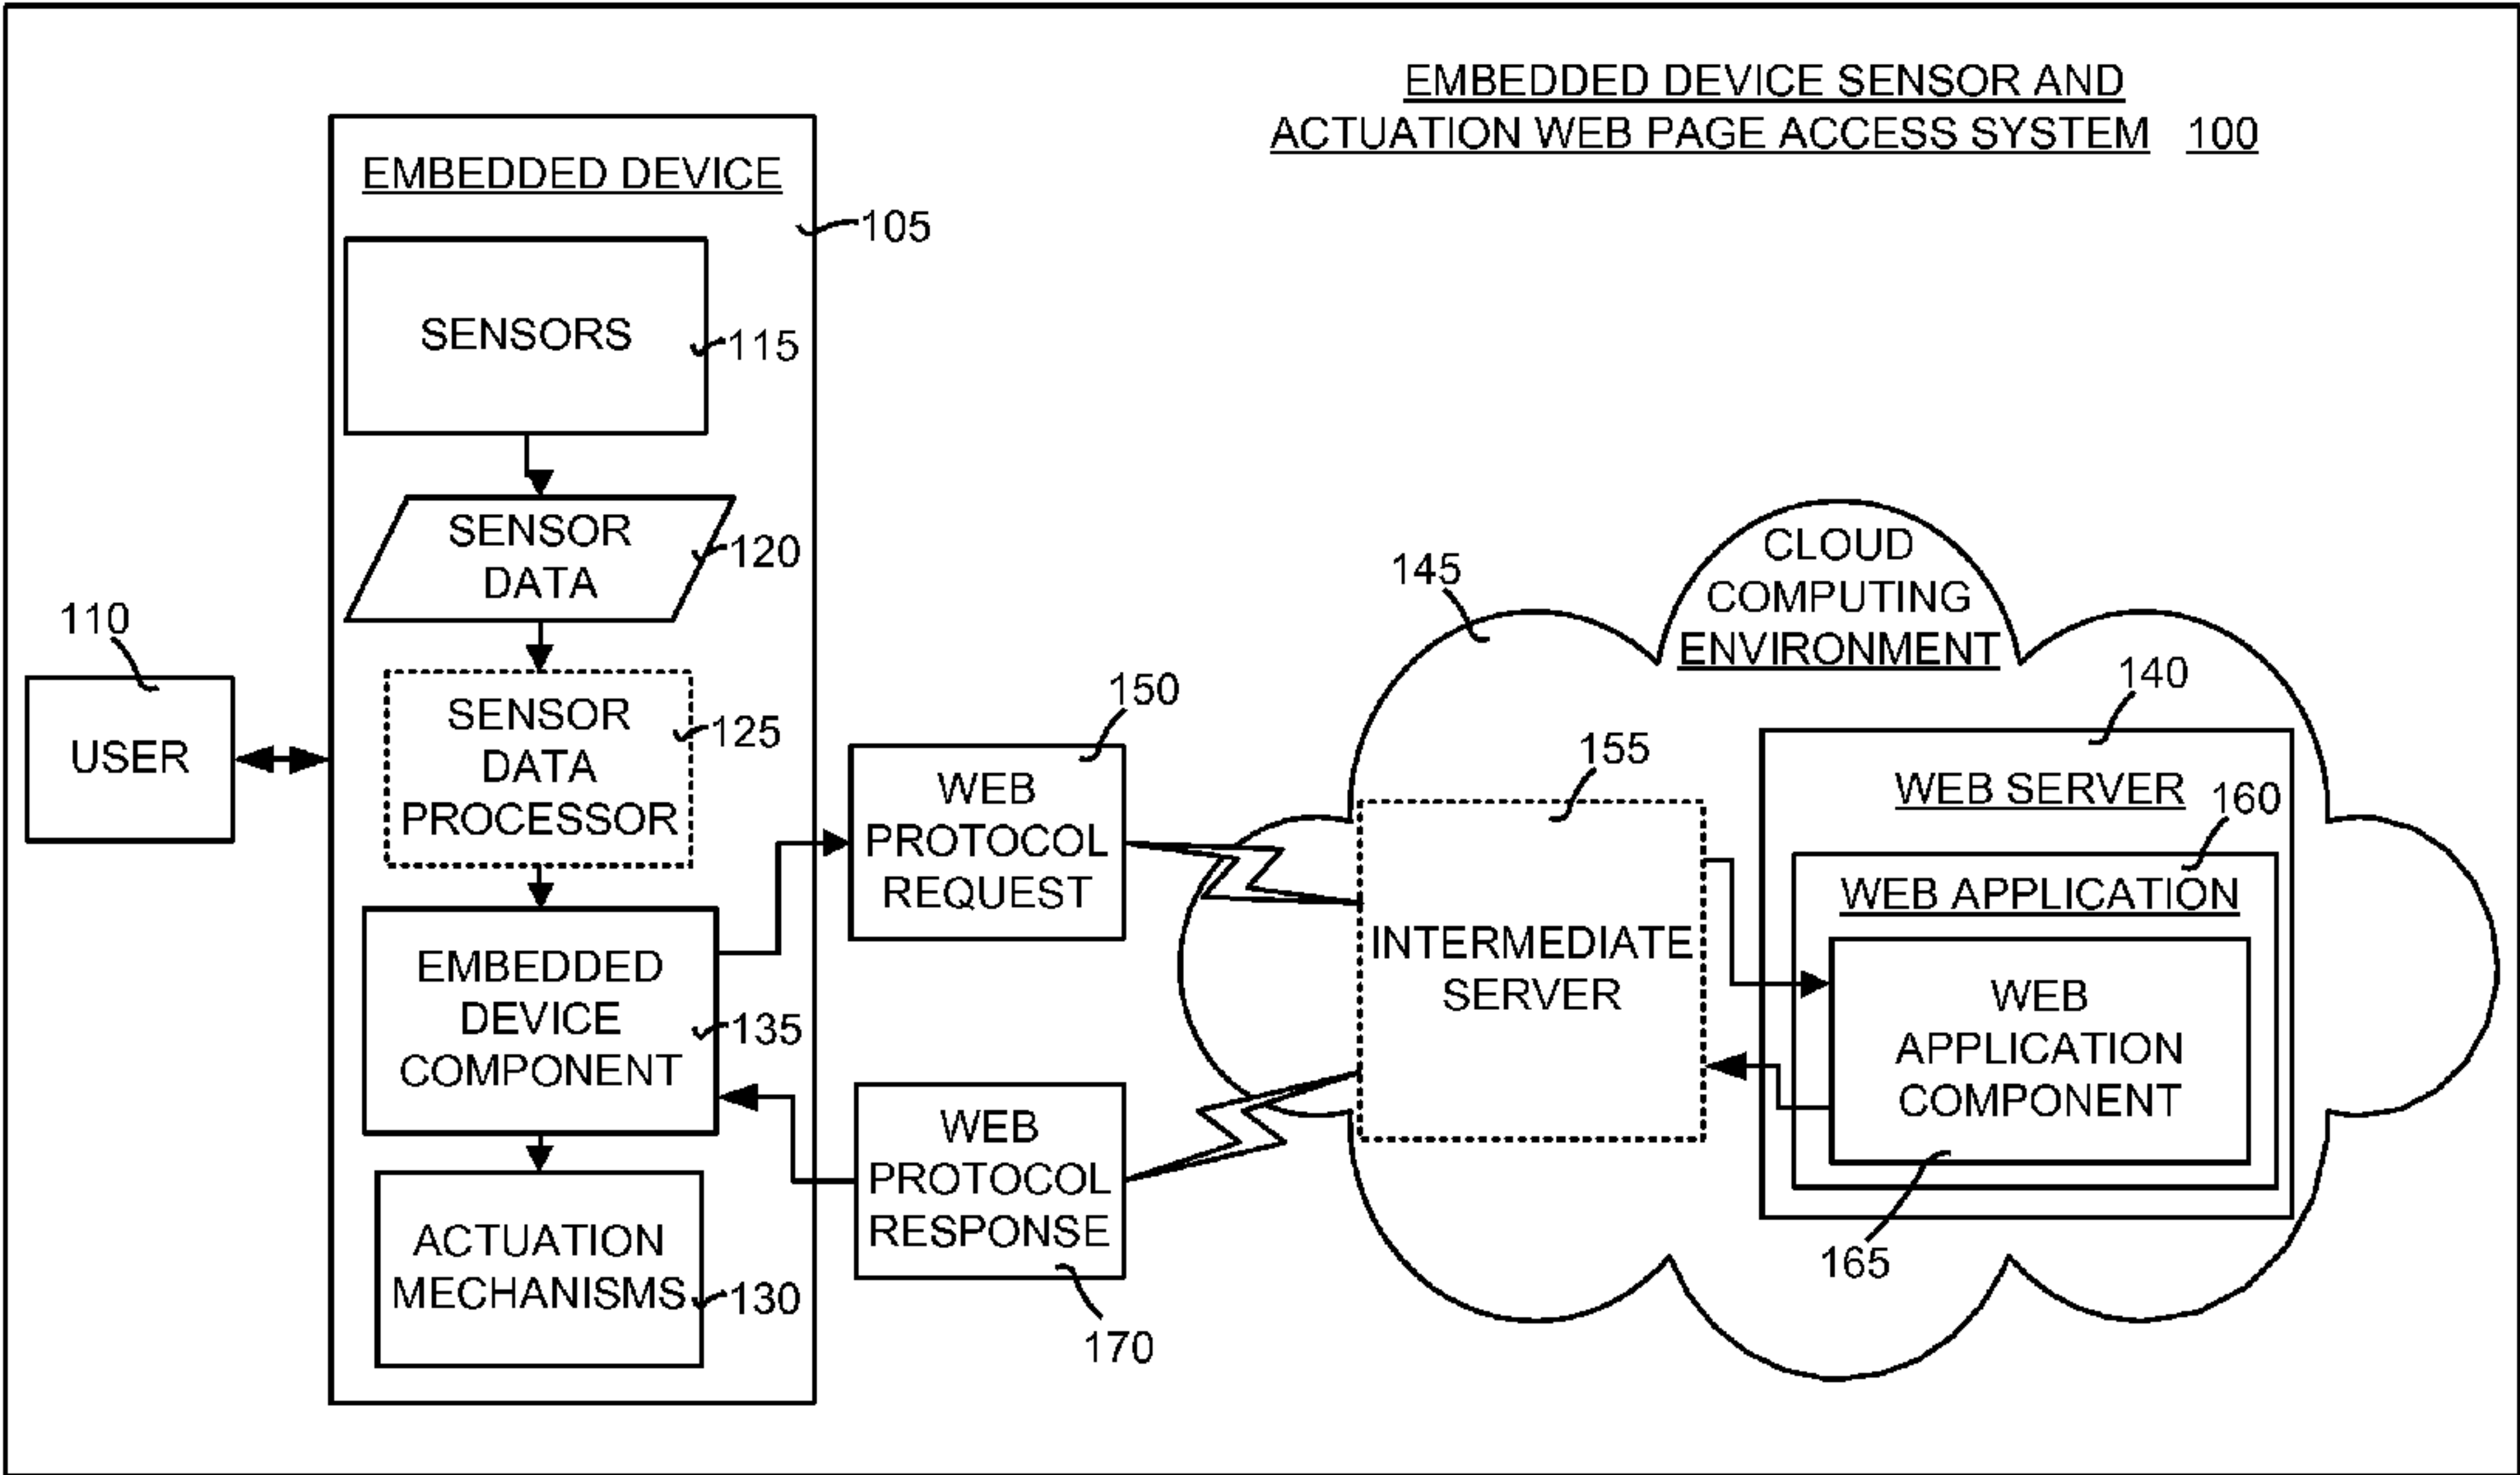 EMBEDDED DEVICE SENSOR AND
ACTUATION WEB PAGE ACCESS SYSTEM 100
EMBEDDED DEVICE
105
SENSORS
115
SENSOR
DATA
120
SENSOR
DATA
PROCESSOR
125
110
USER
EMBEDDED
DEVICE
COMPONENT
135
ACTUATION
MECHANISMS
130
150
WEB
PROTOCOL
REQUEST
WEB
PROTOCOL
RESPONSE
170
145
CLOUD
COMPUTING
ENVIRONMENT
155
INTERMEDIATE
SERVER
140
WEB SERVER
160
WEB APPLICATION
WEB
APPLICATION
COMPONENT
165